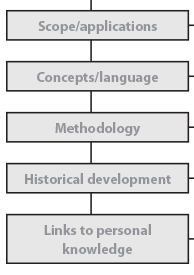 Scope/applications
Concepts/language
Methodology
Historical development
Links to personal
knowledge